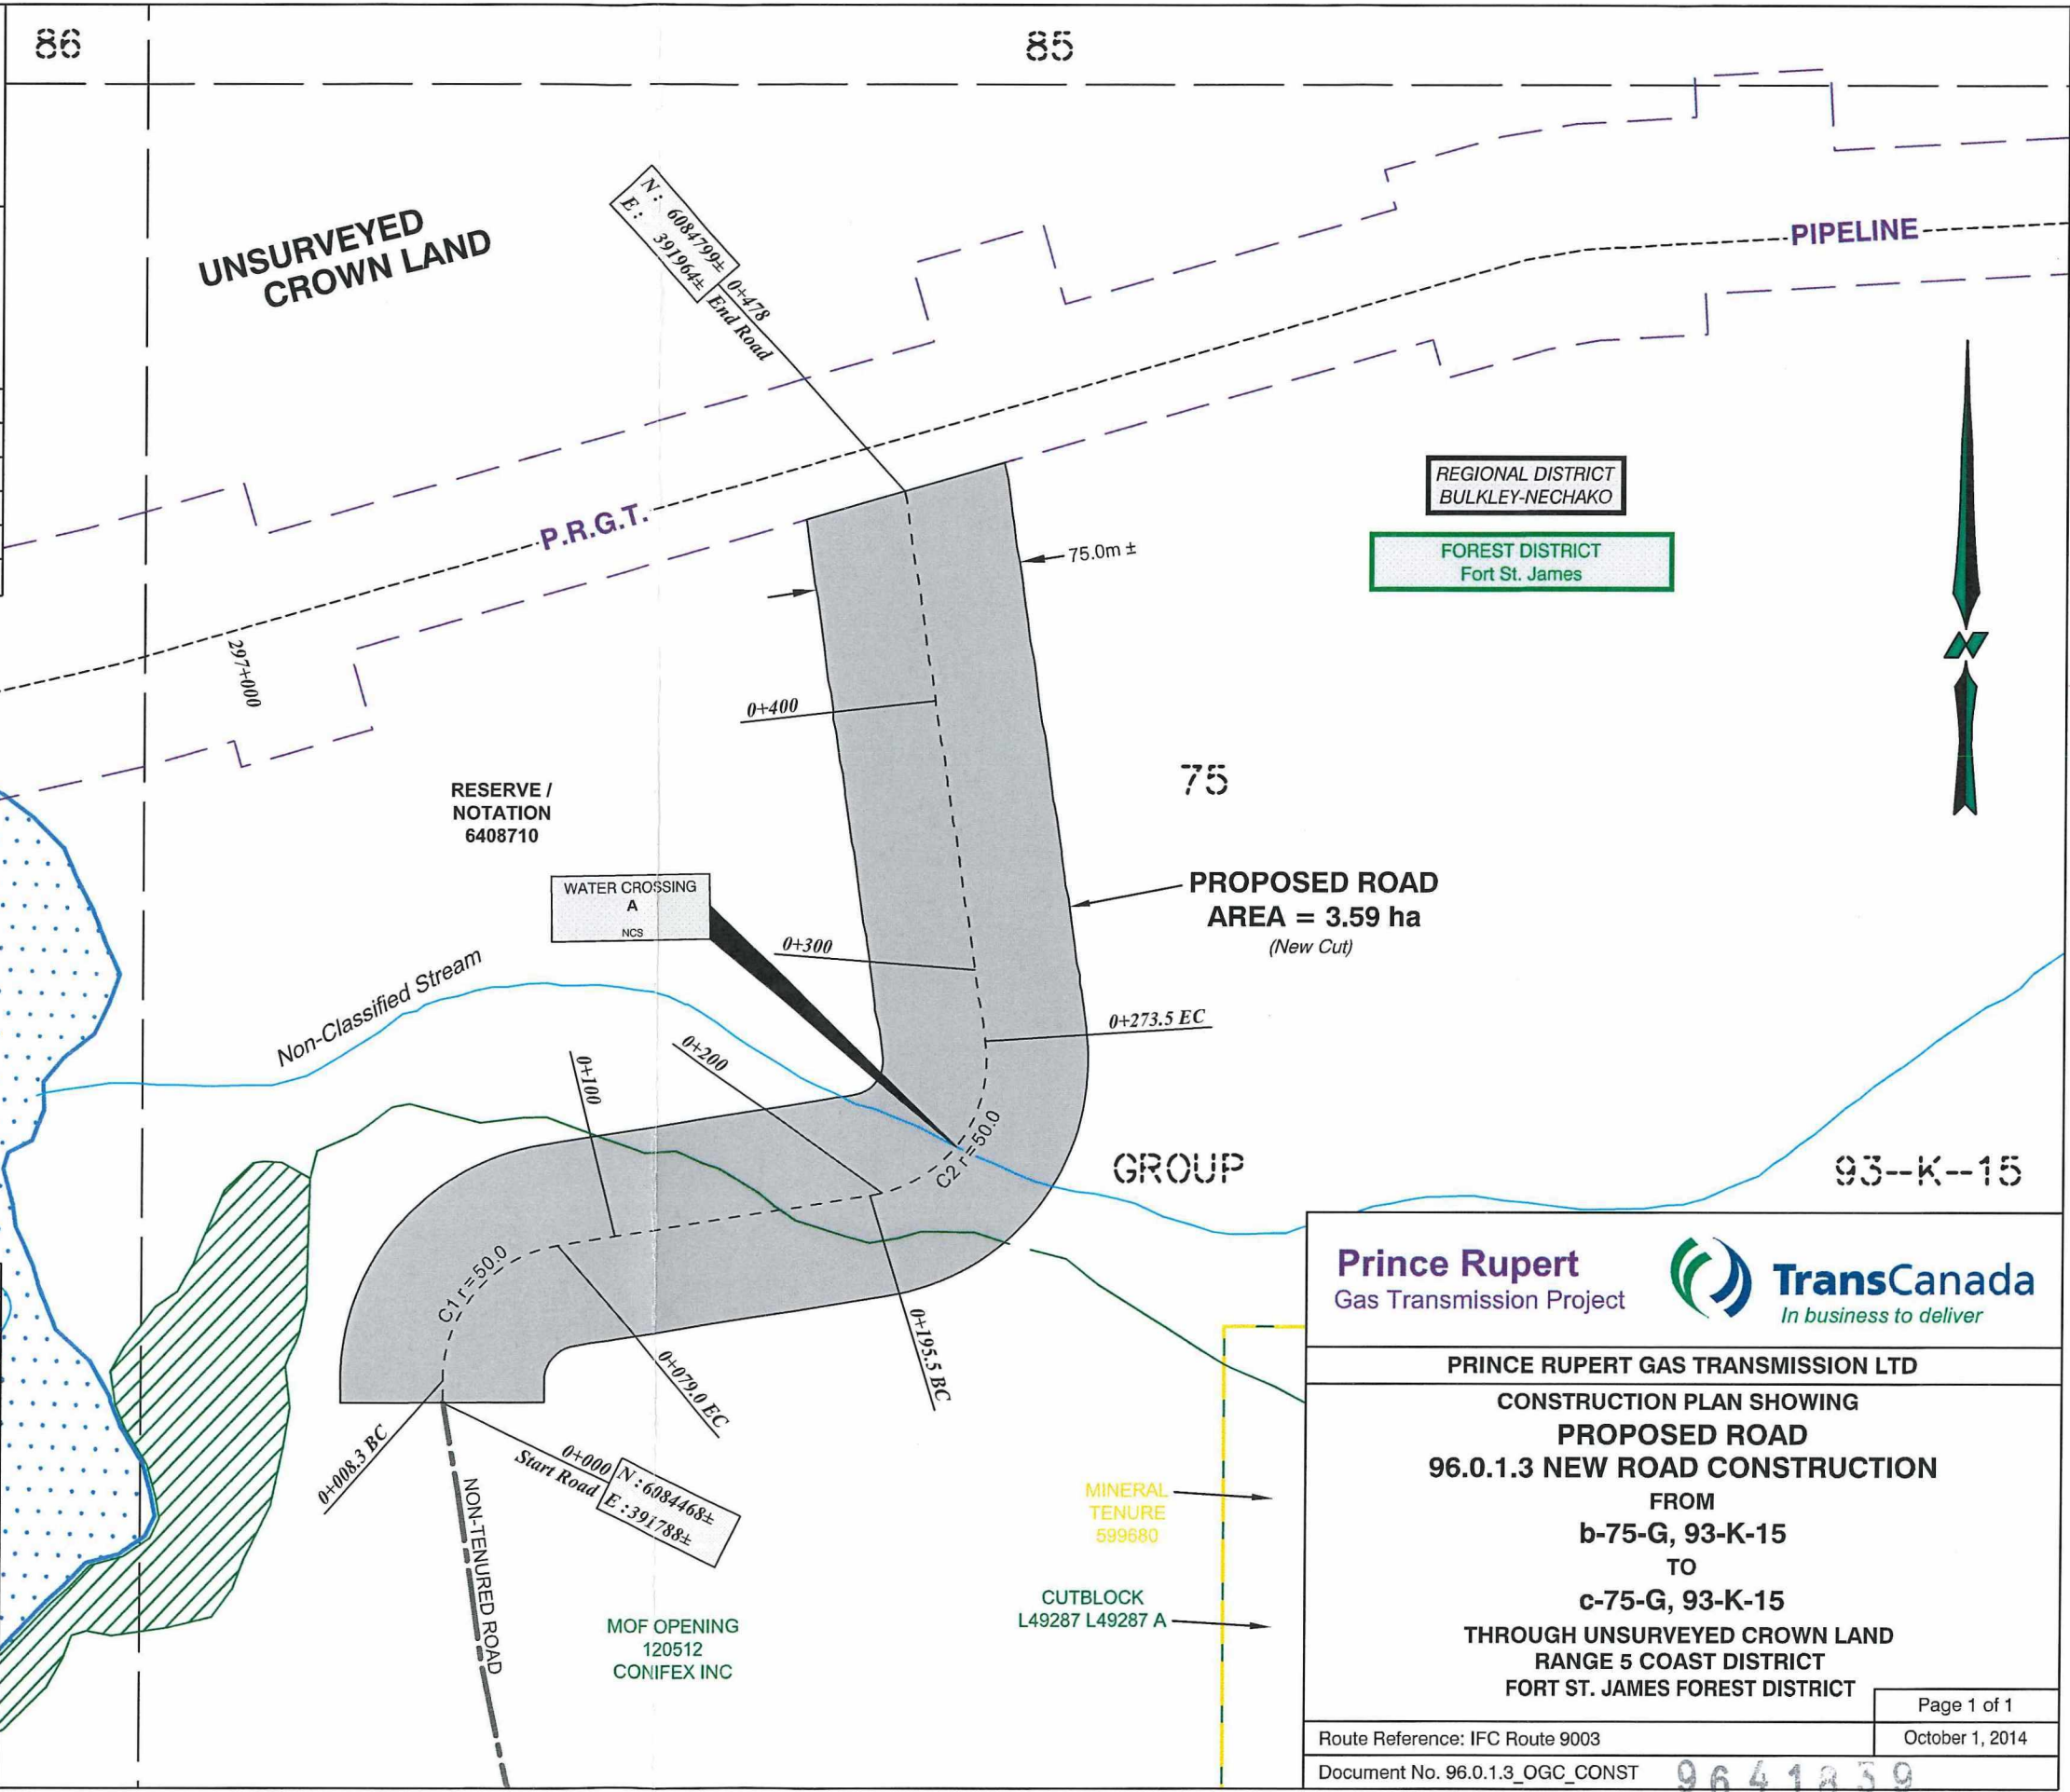 86
85
UNSURVEYED
CROWN LAND
N: 6084799±
E: 391964±
0+478
End Road
PIPELINE
P.R.G.T.
297+000
REGIONAL DISTRICT
BULKLEY-NECHAKO
FOREST DISTRICT
Fort St. James
75.0m ±
N
0+400
75
RESERVE /
NOTATION
6408710
WATER CROSSING
A
NCS
PROPOSED ROAD
AREA = 3.59 ha
(New Cut)
0+300
Non-Classified Stream
0+273.5 EC
0+200
0+100
C2 r=50.0
GROUP
93--K--15
C1 r=50.0
0+195.5 BC
0+079.0 EC
0+008.3 BC
0+000
Start Road
N :6084468±
E :391788±
NON-TENURED ROAD
MOF OPENING
120512
CONIFEX INC
MINERAL
TENURE
599680
CUTBLOCK
L49287 L49287 A
Prince Rupert
Gas Transmission Project
TransCanada
In business to deliver
PRINCE RUPERT GAS TRANSMISSION LTD
CONSTRUCTION PLAN SHOWING
PROPOSED ROAD
96.0.1.3 NEW ROAD CONSTRUCTION
FROM
b-75-G, 93-K-15
TO
c-75-G, 93-K-15
THROUGH UNSURVEYED CROWN LAND
RANGE 5 COAST DISTRICT
FORT ST. JAMES FOREST DISTRICT
Page 1 of 1
Route Reference: IFC Route 9003
October 1, 2014
Document No. 96.0.1.3_OGC_CONST